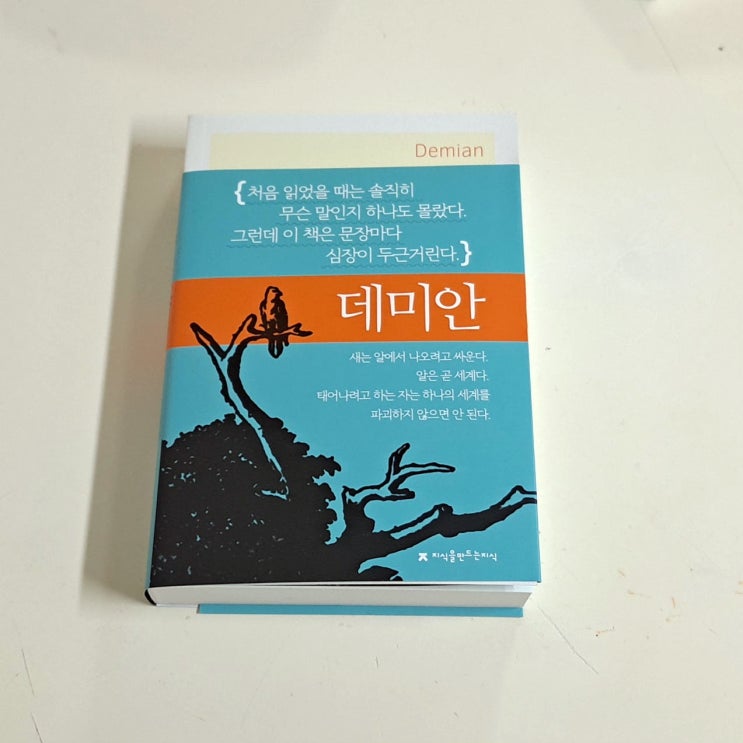 Demian
{처음 읽었을 때는 솔직히
무슨 말인지 하나도 몰랐다.
그런데 이 책은 문장마다
심장이 두근거린다.}
데미안
새는 알에서 나오려고 싸운다.
알은 곧 세계다.
태어나려고 하는 자는 하나의 세계를
파괴하지 않으면 안 된다.
지식을만드는지식